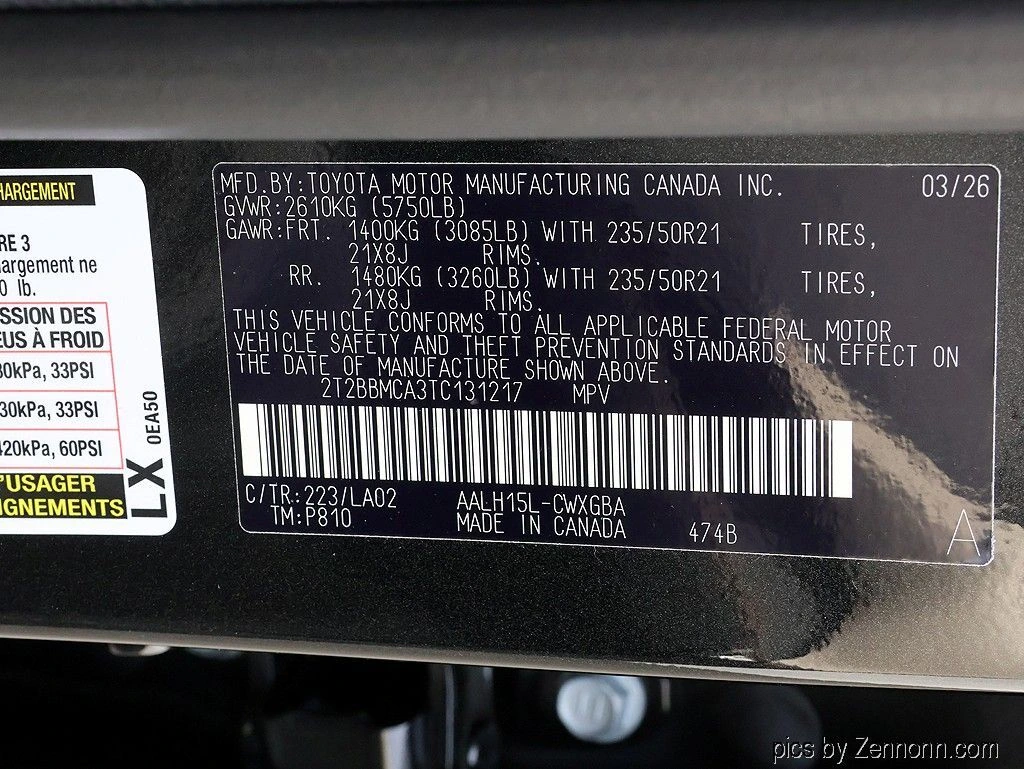 HARGEMENT
RE 3
argement ne
0 lb.
SSION DES
EUS À FROID
30kPa, 33PSI
30kPa, 33PSI
420kPa, 60PSI
'USAGER
IGNEMENTS
LX 0EA50
MFD.BY:TOYOTA MOTOR MANUFACTURING CANADA INC. 03/26
GVWR:2610KG (5750LB)
GAWR:FRT. 1400KG (3085LB) WITH 235/50R21 TIRES,
21X8J RIMS.
RR. 1480KG (3260LB) WITH 235/50R21 TIRES,
21X8J RIMS.
THIS VEHICLE CONFORMS TO ALL APPLICABLE FEDERAL MOTOR
VEHICLE SAFETY AND THEFT PREVENTION STANDARDS IN EFFECT ON
THE DATE OF MANUFACTURE SHOWN ABOVE.
2T2BBMCA3TC131217 MPV
C/TR:223/LA02 AALH15L-CWXGBA
TM:P810 MADE IN CANADA 474B A
pics by Zennonn.com